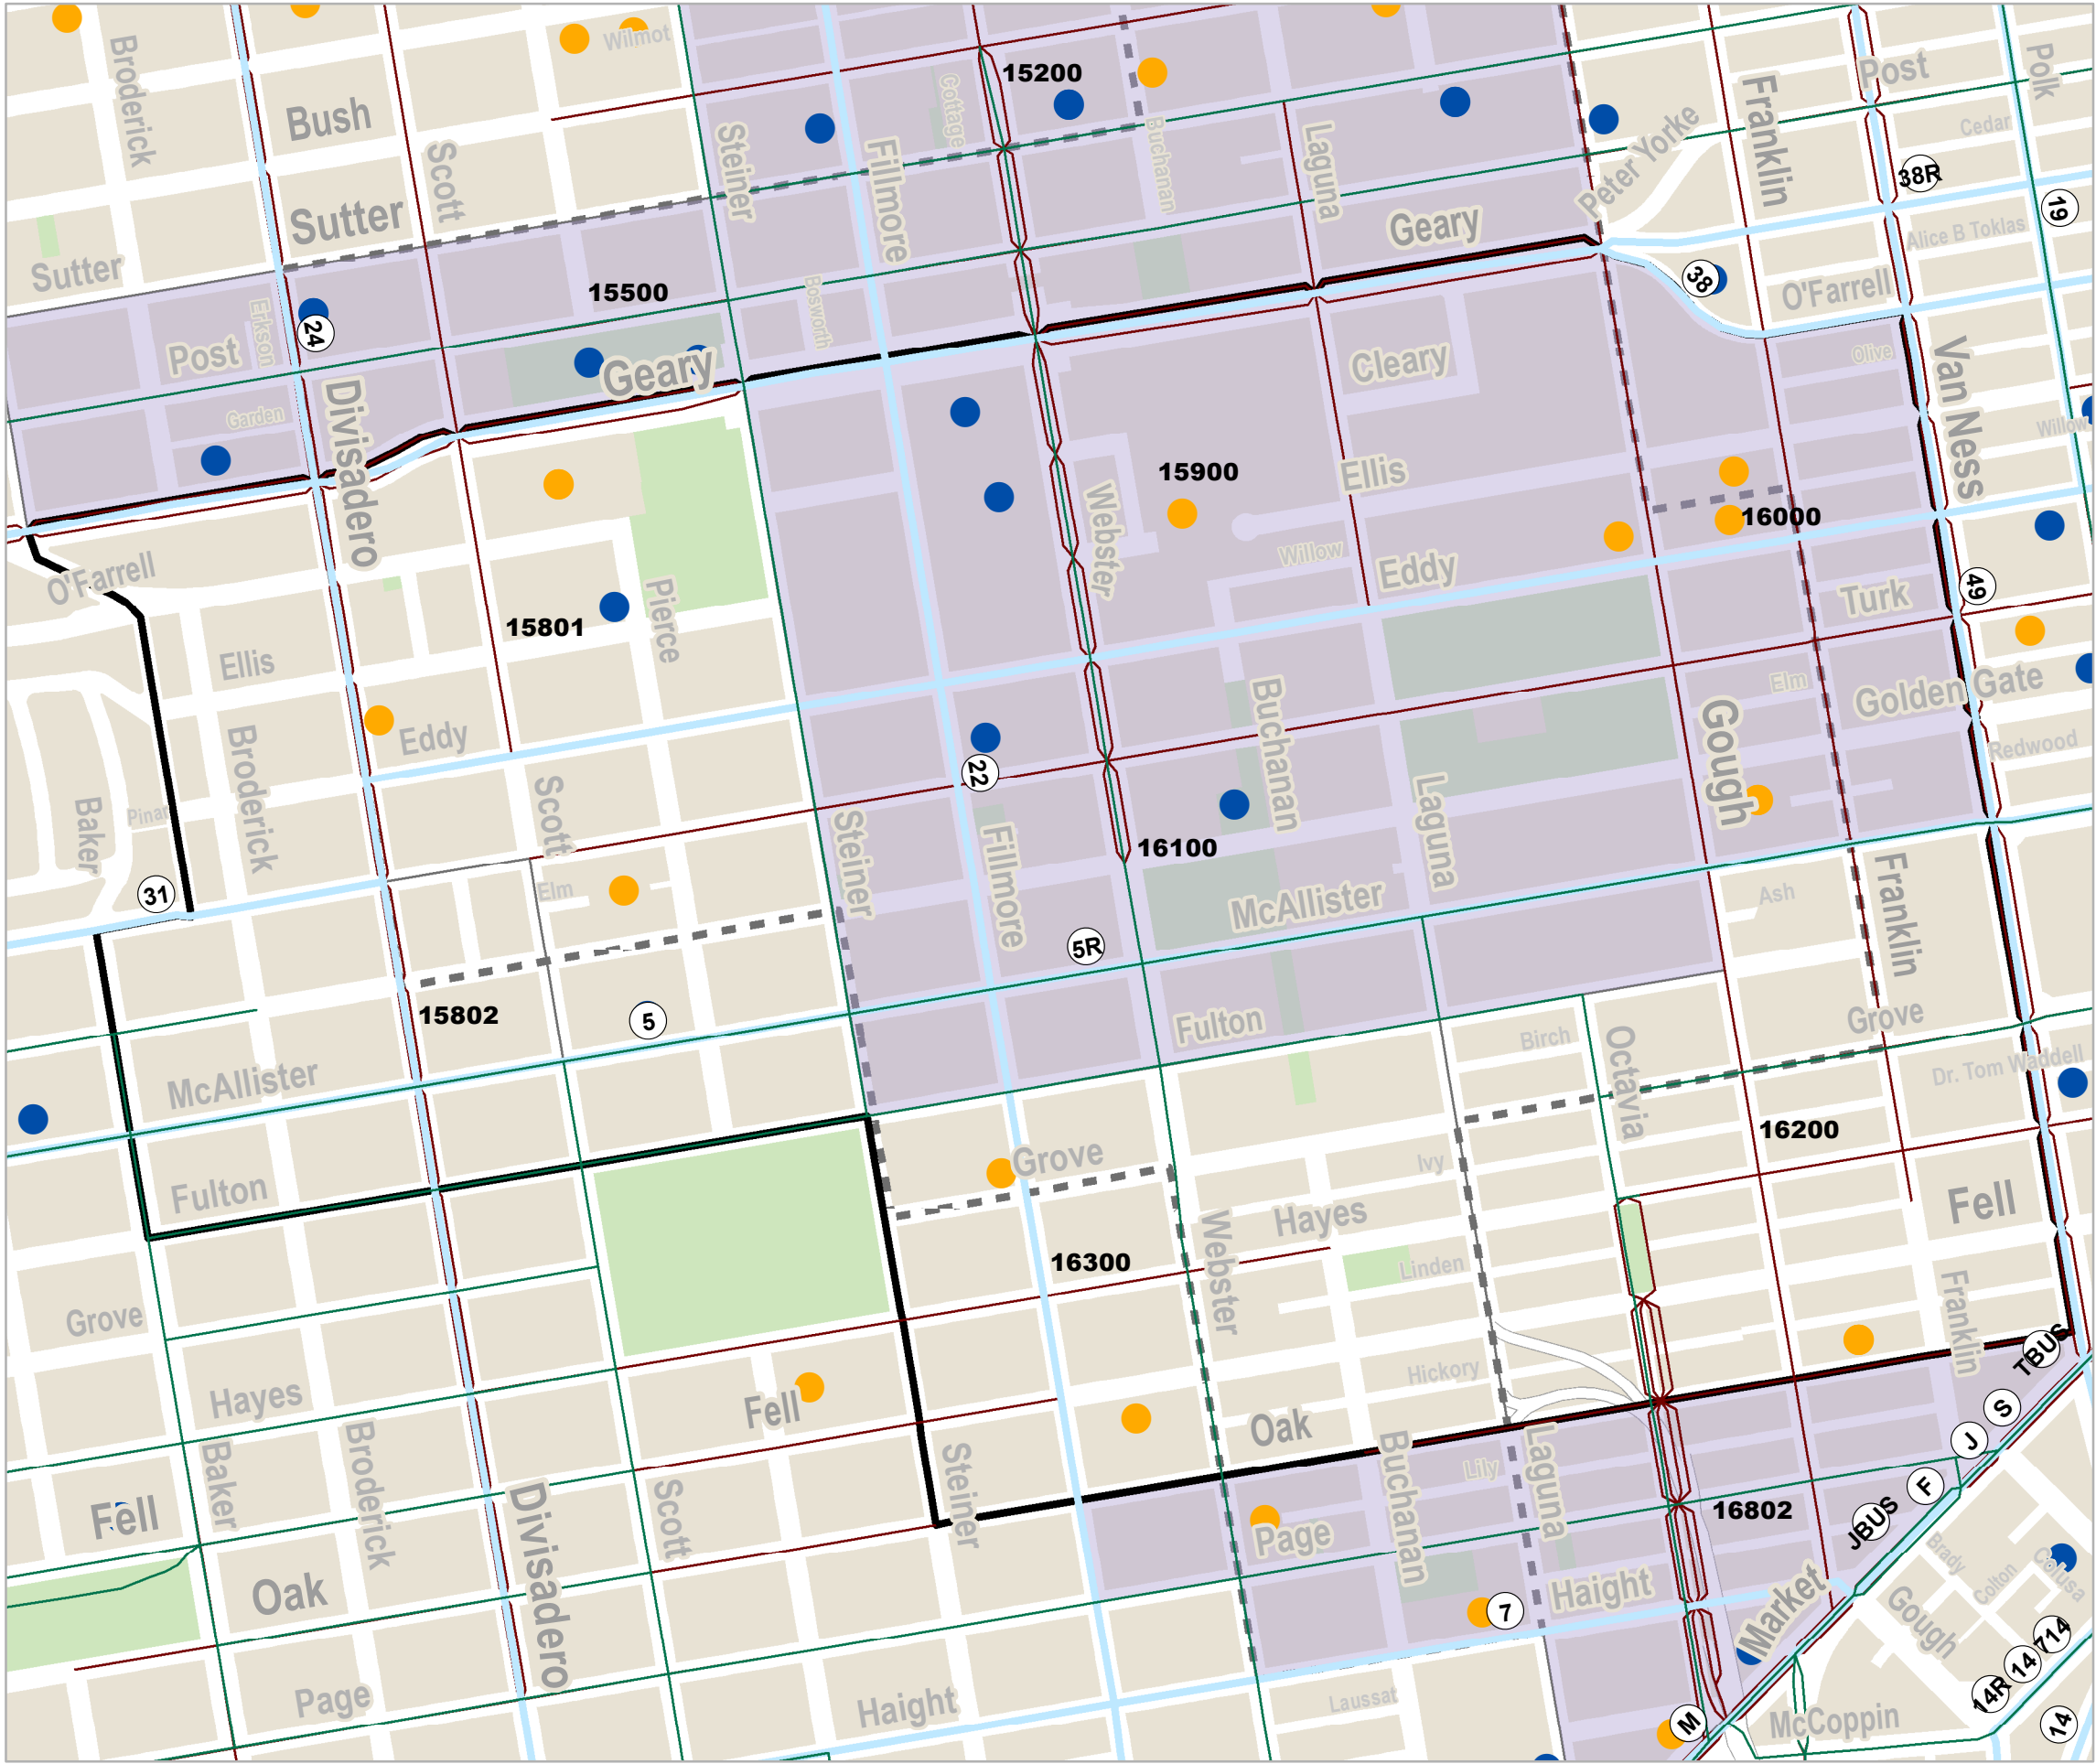 Broderick
Wilmot
15200
Cottage
Buchanan
Laguna
Peter Yorke
Franklin
Post
Polk
Cedar
Bush
Scott
Steiner
Fillmore
38R
19
Sutter
Sutter
Geary
Alice B Toklas
38
O'Farrell
15500
Erkson
24
Bosworth
Post
Garden
Divisadero
Geary
Cleary
Olive
Van Ness
Willow
15900
Ellis
16000
Webster
Willow
Eddy
49
Turk
O'Farrell
Pierce
15801
Ellis
Buchanan
Elm
Golden Gate
Gough
Redwood
Broderick
Eddy
22
Baker
Pinar
Scott
Steiner
Fillmore
16100
Laguna
Franklin
31
Elm
McAllister
Ash
5R
15802
5
Fulton
Birch
Octavia
Grove
Dr. Tom Waddell
McAllister
16200
Grove
Ivy
Fulton
Webster
Hayes
Fell
16300
Linden
Grove
Franklin
TBUS
Hickory
Hayes
Fell
Oak
S
J
Baker
Broderick
Scott
Steiner
Buchanan
Lily
Laguna
F
Fell
Divisadero
Page
16802
JBUS
Brady
Colton
Colusa
Oak
7
Haight
Market
Gough
714
14
14R
Page
Haight
Laussat
M
McCoppin
14